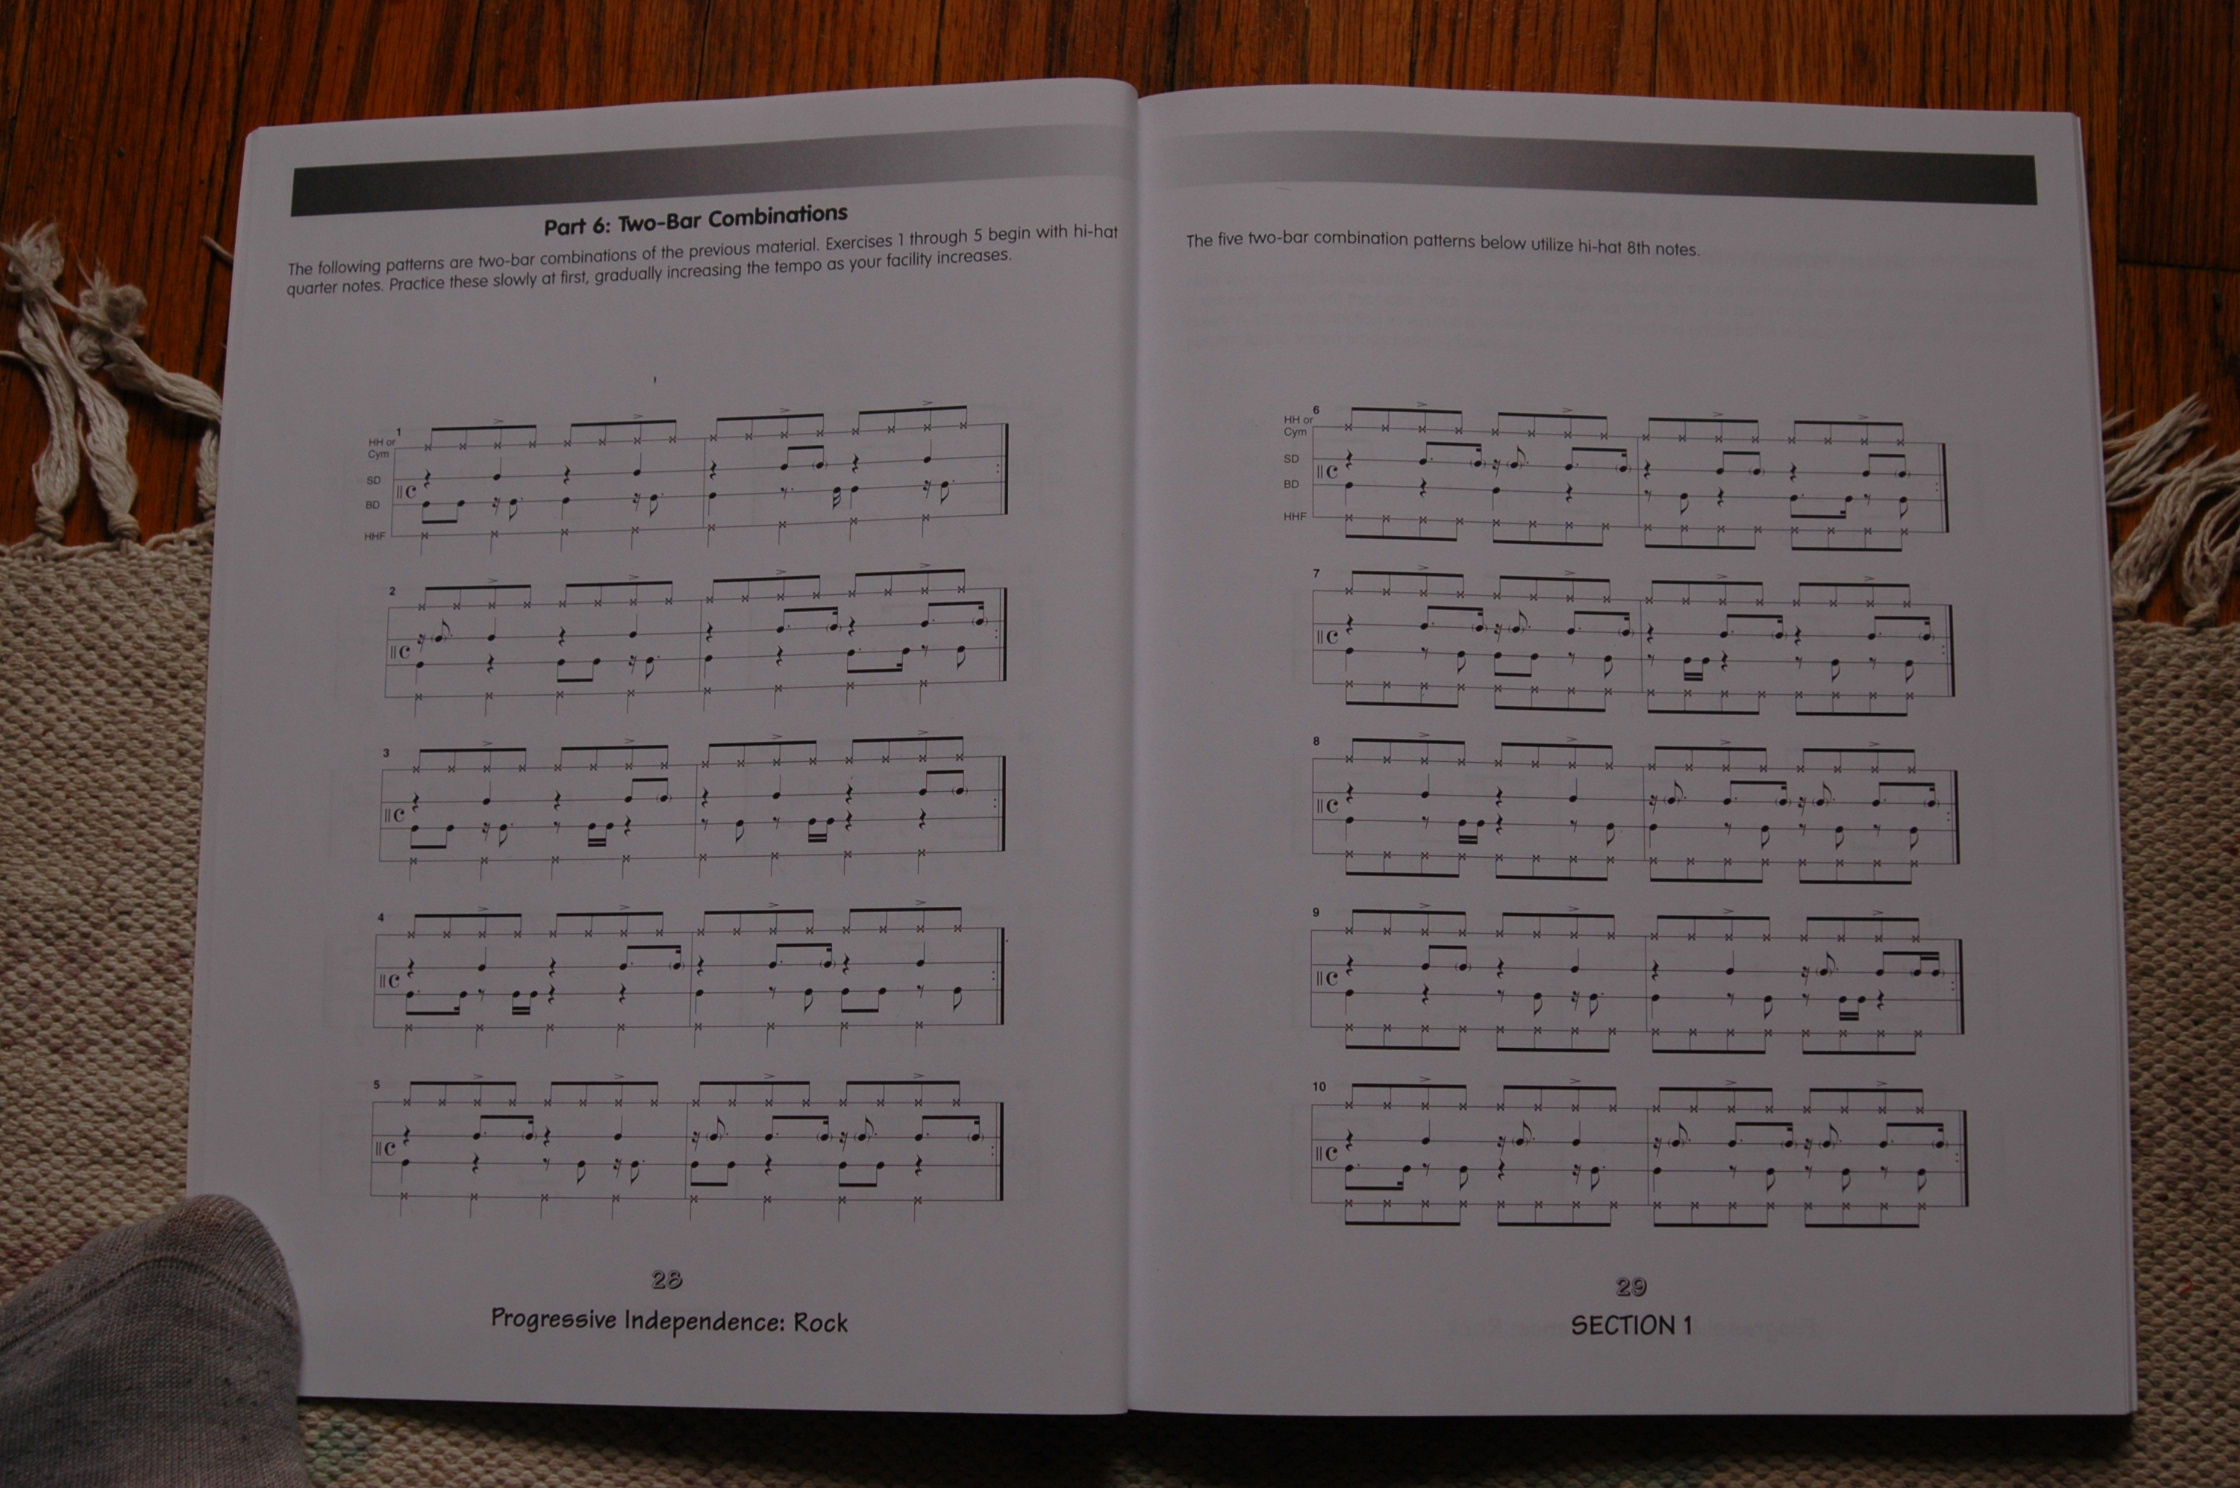 Part 6: Two-Bar Combinations
The following patterns are two-bar combinations of the previous material. Exercises 1 through 5 begin with hi-hat
quarter notes. Practice these slowly at first, gradually increasing the tempo as your facility increases.
1
HH or
Cym
SD
BD
HHF
2
3
4
5
28
Progressive Independence: Rock
The five two-bar combination patterns below utilize hi-hat 8th notes.
6
HH or
Cym
SD
BD
HHF
7
8
9
10
29
SECTION 1